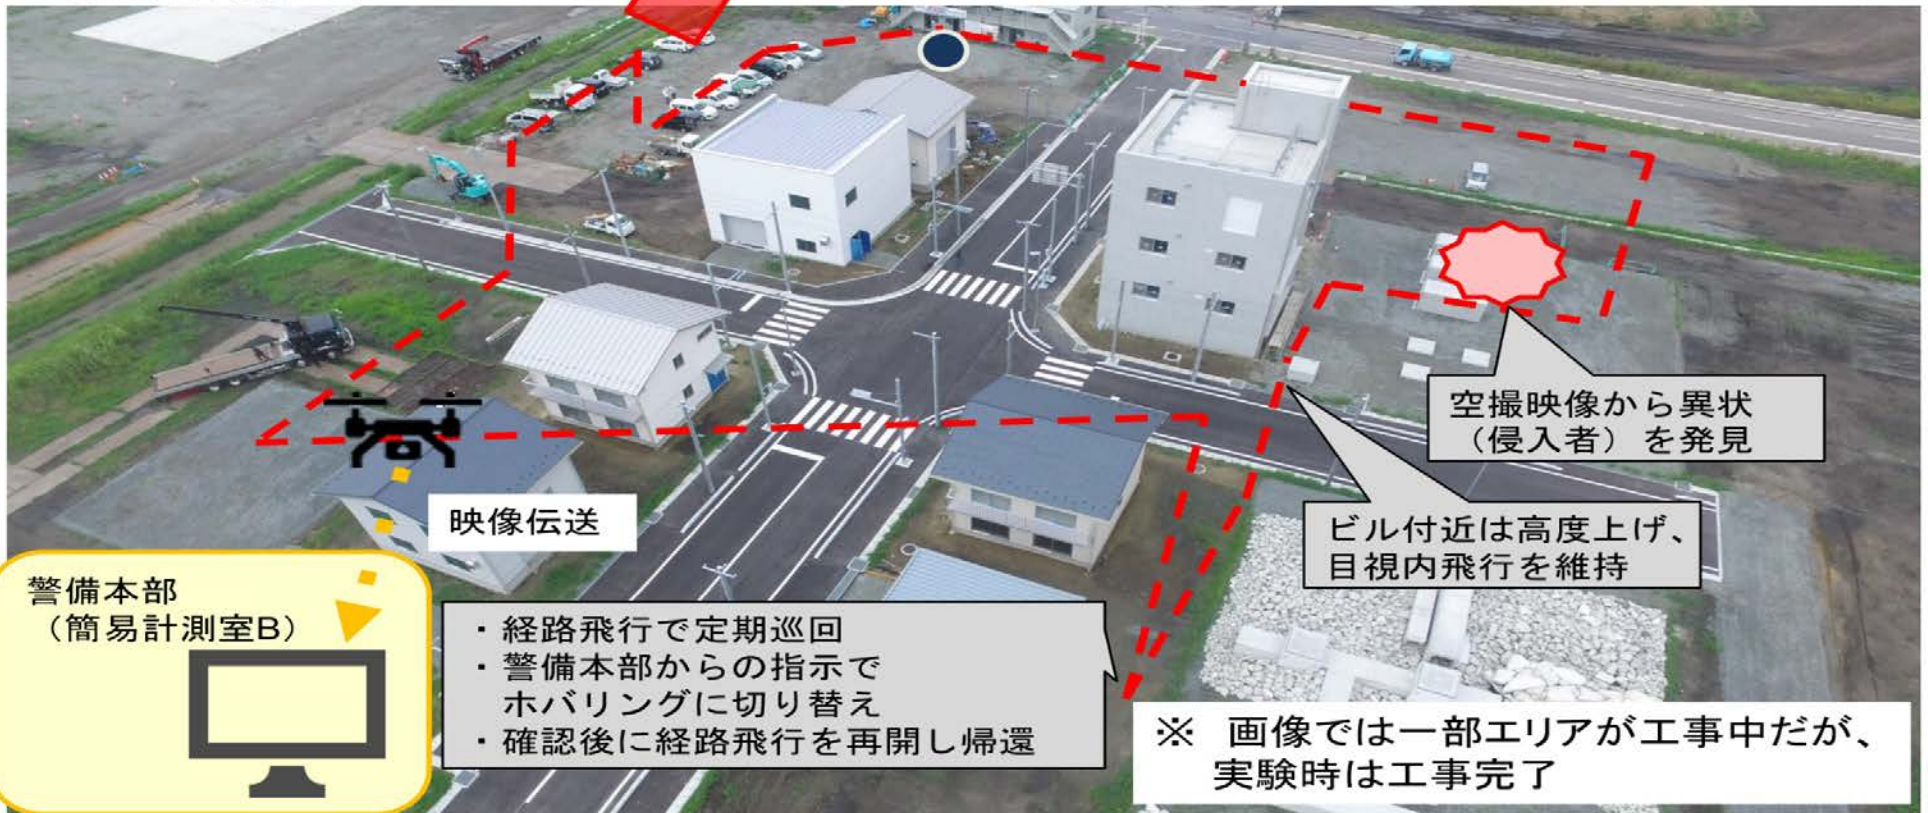 空撮映像から異状
（侵入者）を発見
映像伝送
ビル付近は高度上げ、
目視内飛行を維持
警備本部
（簡易計測室B）
・経路飛行で定期巡回
・警備本部からの指示で
ホバリングに切り替え
・確認後に経路飛行を再開し帰還
※　画像では一部エリアが工事中だが、
実験時は工事完了